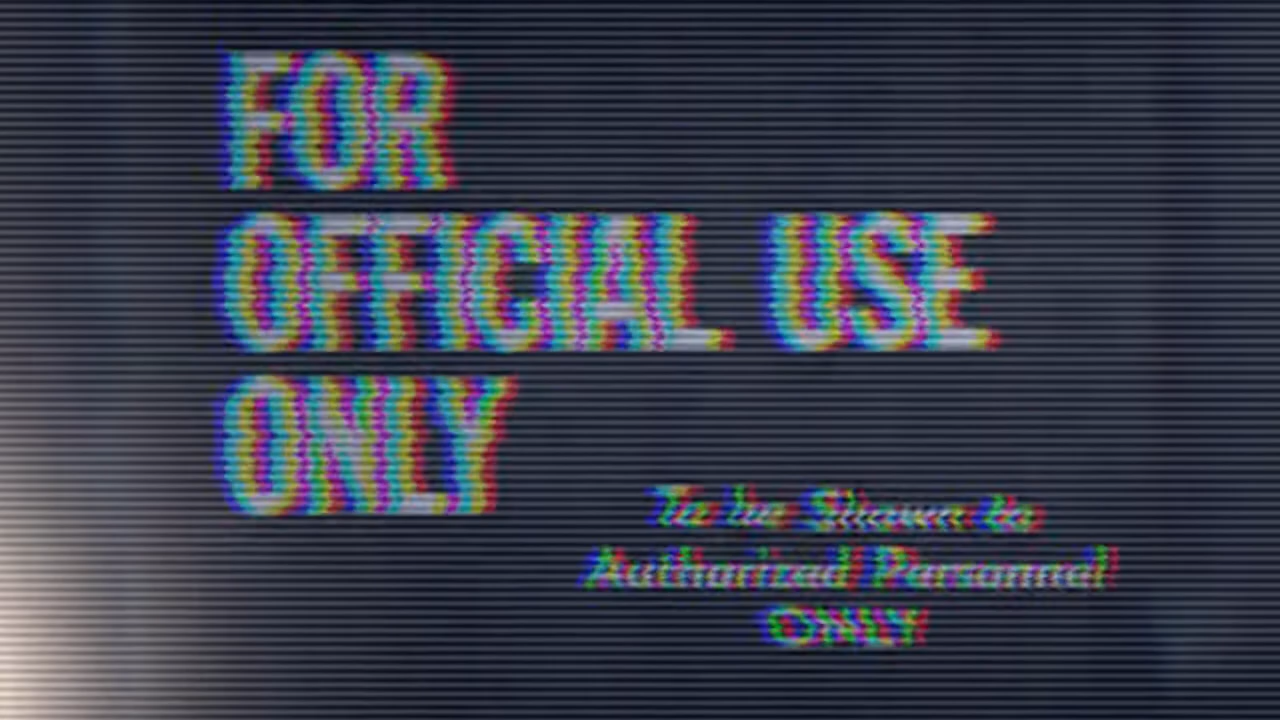 FOR
OFFICIAL USE
ONLY
To be Shown to
Authorized Personnel
ONLY